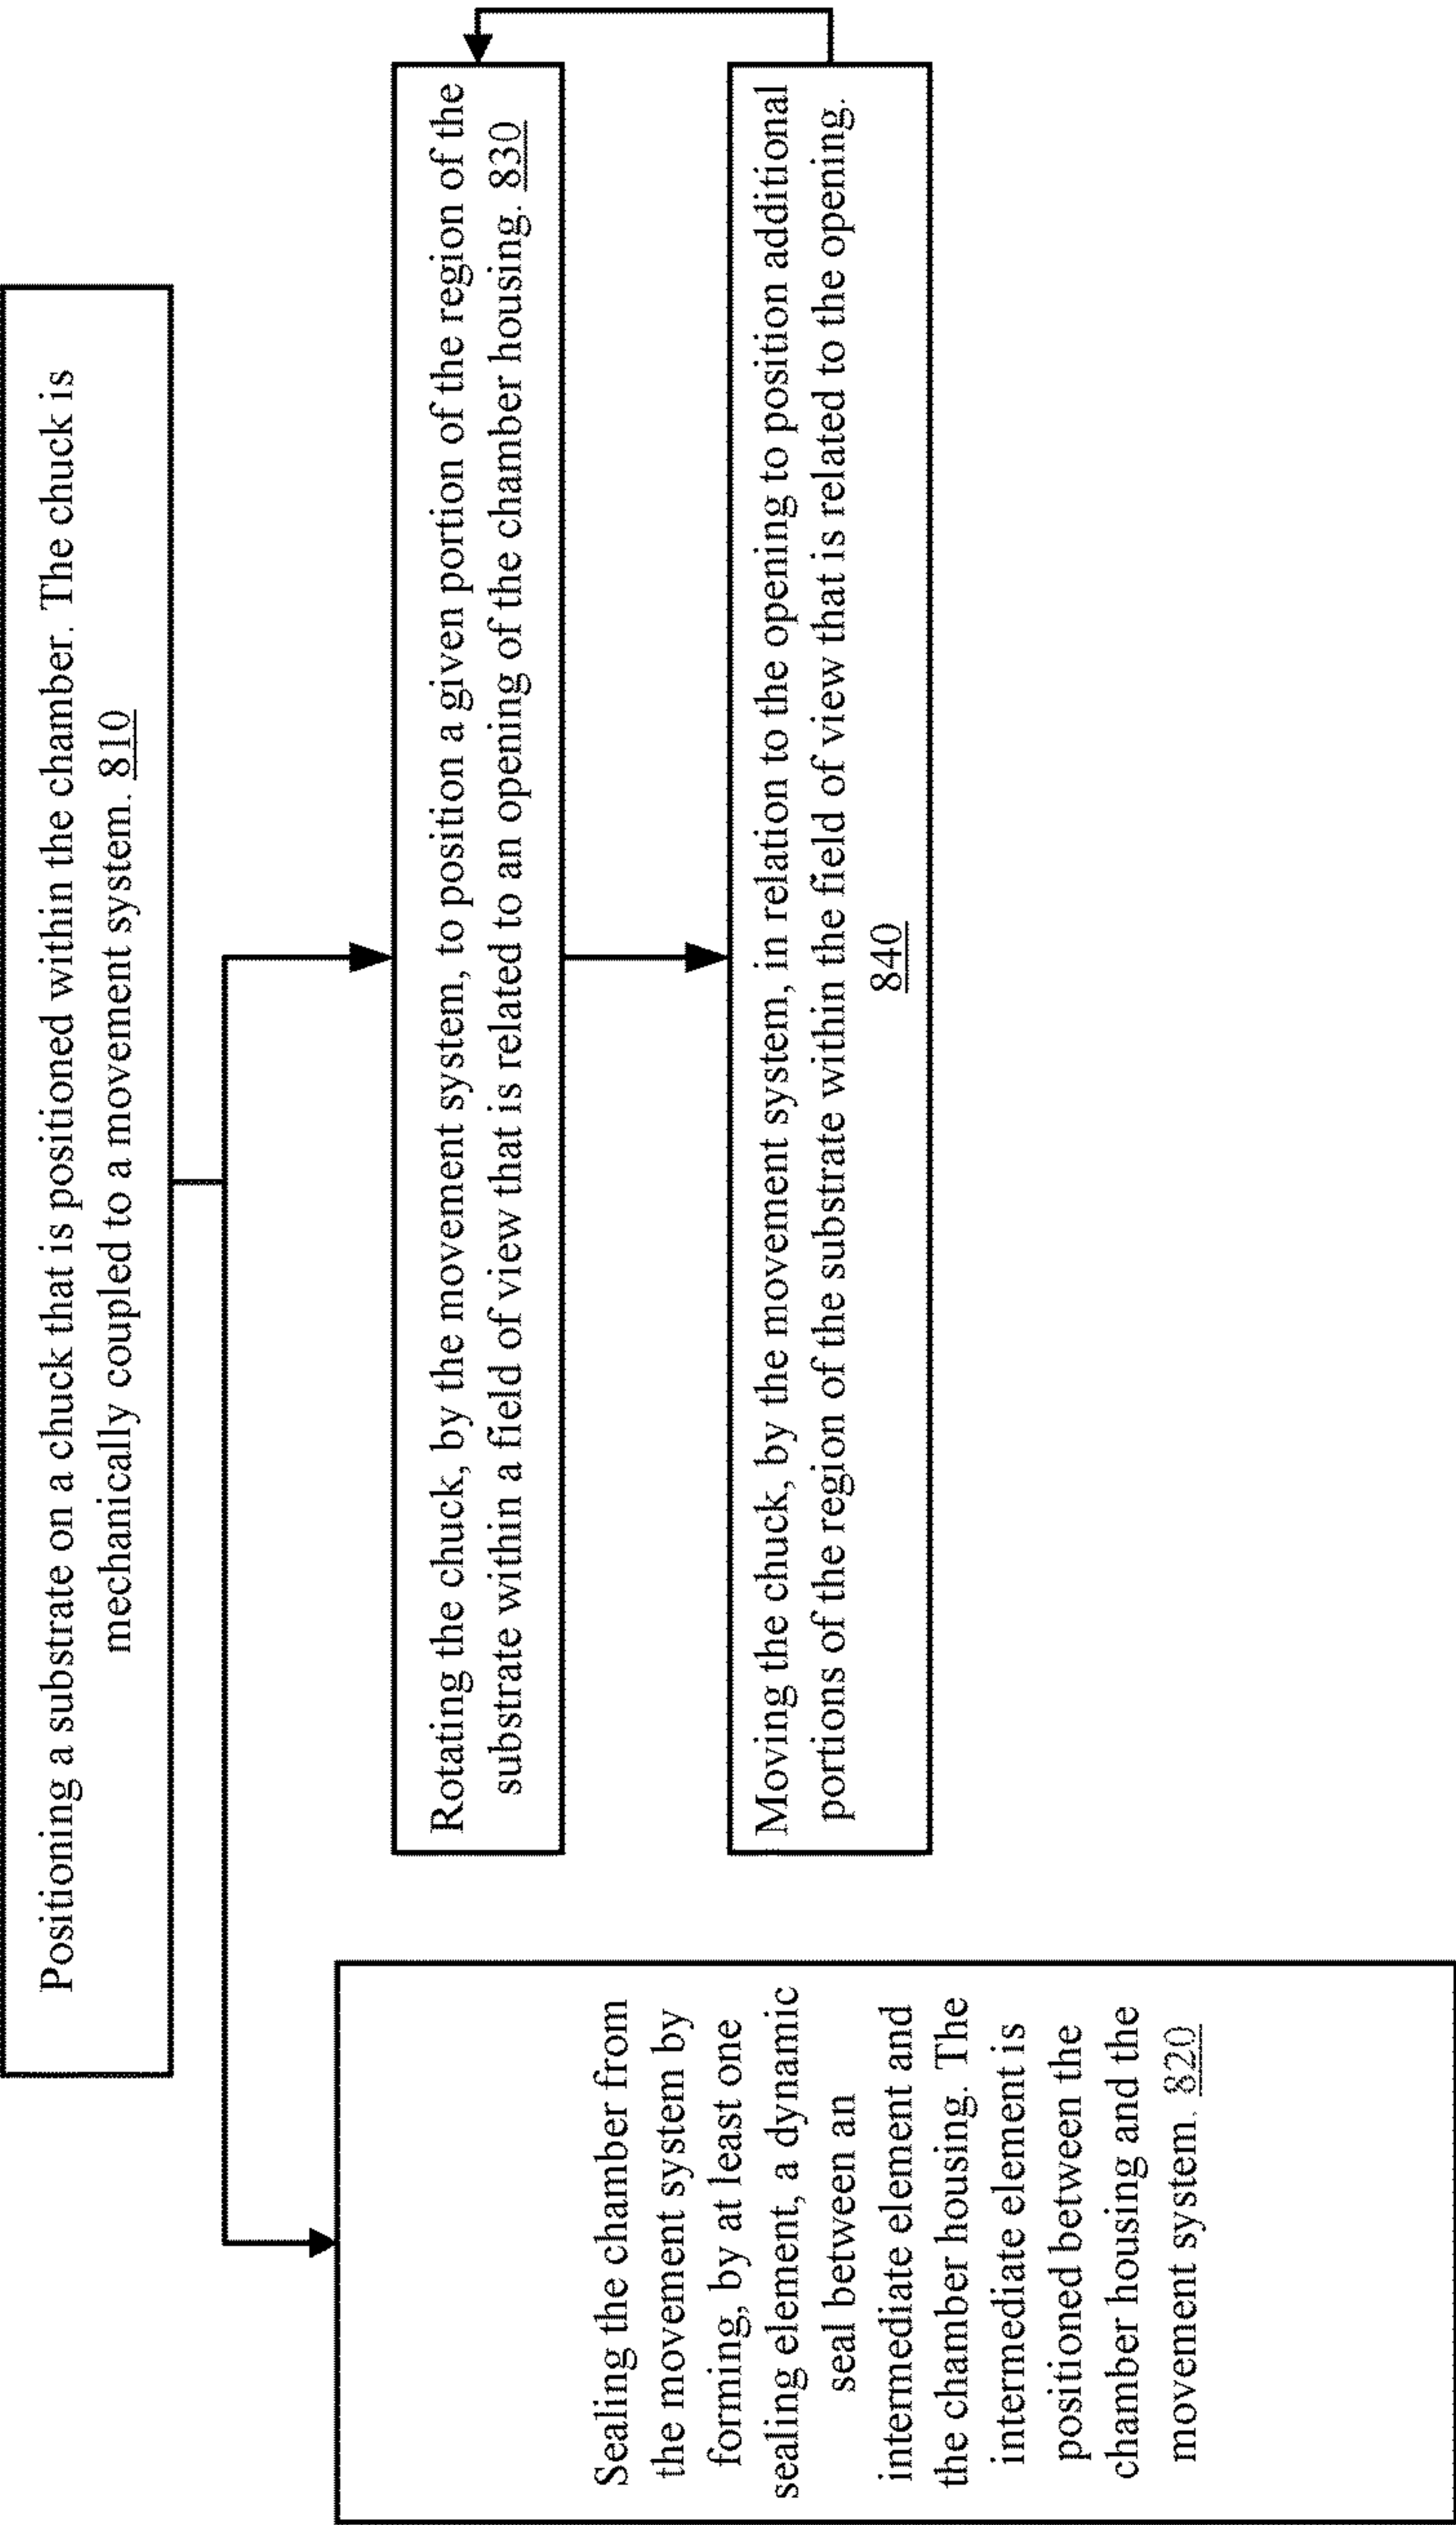 Positioning a substrate on a chuck that is positioned within the chamber. The chuck is
mechanically coupled to a movement system. 810
Sealing the chamber from
the movement system by
forming, by at least one
sealing element, a dynamic
seal between an
intermediate element and
the chamber housing. The
intermediate element is
positioned between the
chamber housing and the
movement system. 820
Rotating the chuck, by the movement system, to position a given portion of the region of the
substrate within a field of view that is related to an opening of the chamber housing. 830
Moving the chuck, by the movement system, in relation to the opening to position additional
portions of the region of the substrate within the field of view that is related to the opening.
840